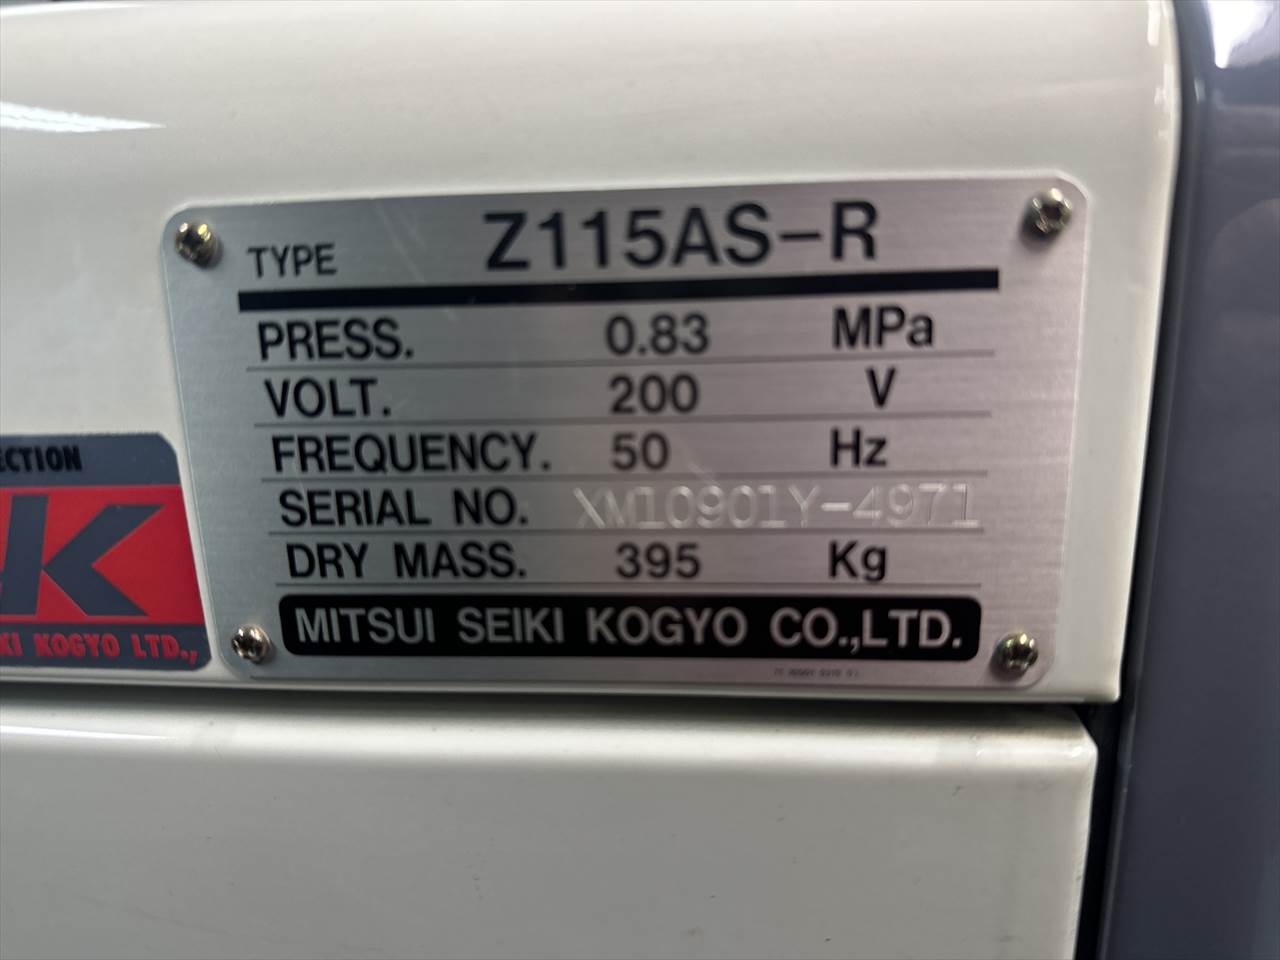 TYPE Z115AS-R
PRESS. 0.83 MPa
VOLT. 200 V
FREQUENCY. 50 Hz
SERIAL NO. XM10901Y-4971
DRY MASS. 395 Kg
MITSUI SEIKI KOGYO CO.,LTD.
ECTION
K
KI KOGYO LTD.,